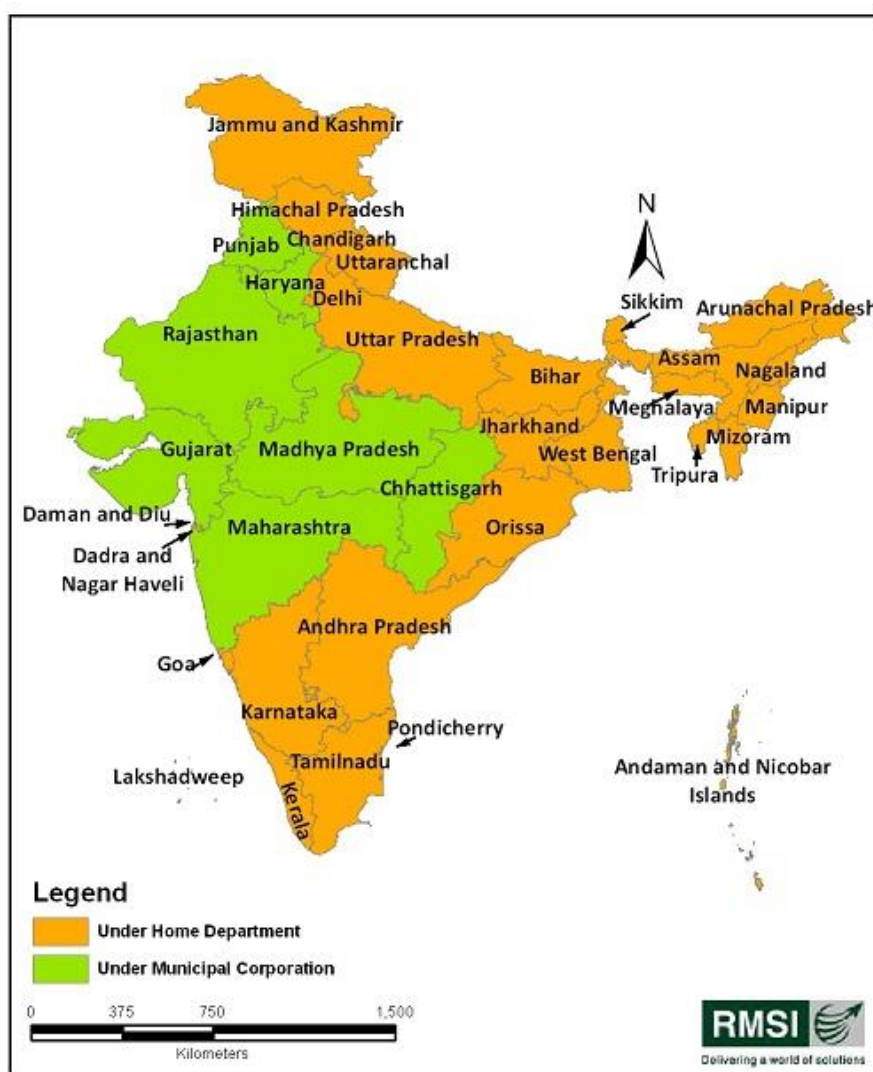 Jammu and Kashmir
N
Himachal Pradesh
Chandigarh
Punjab
Uttaranchal
Haryana
Delhi
Sikkim
Arunachal Pradesh
Rajasthan
Uttar Pradesh
Assam
Bihar
Nagaland
Meghalaya
Manipur
Jharkhand
Mizoram
Gujarat
Madhya Pradesh
West Bengal
Tripura
Chhattisgarh
Daman and Diu
Maharashtra
Orissa
Dadra and
Nagar Haveli
Andhra Pradesh
Goa
Karnataka
Pondicherry
Tamilnadu
Lakshadweep
Andaman and Nicobar
Islands
Kerala
Legend
Under Home Department
Under Municipal Corporation
0 375 750 1,500
Kilometers
RMSI
Delivering a world of solutions